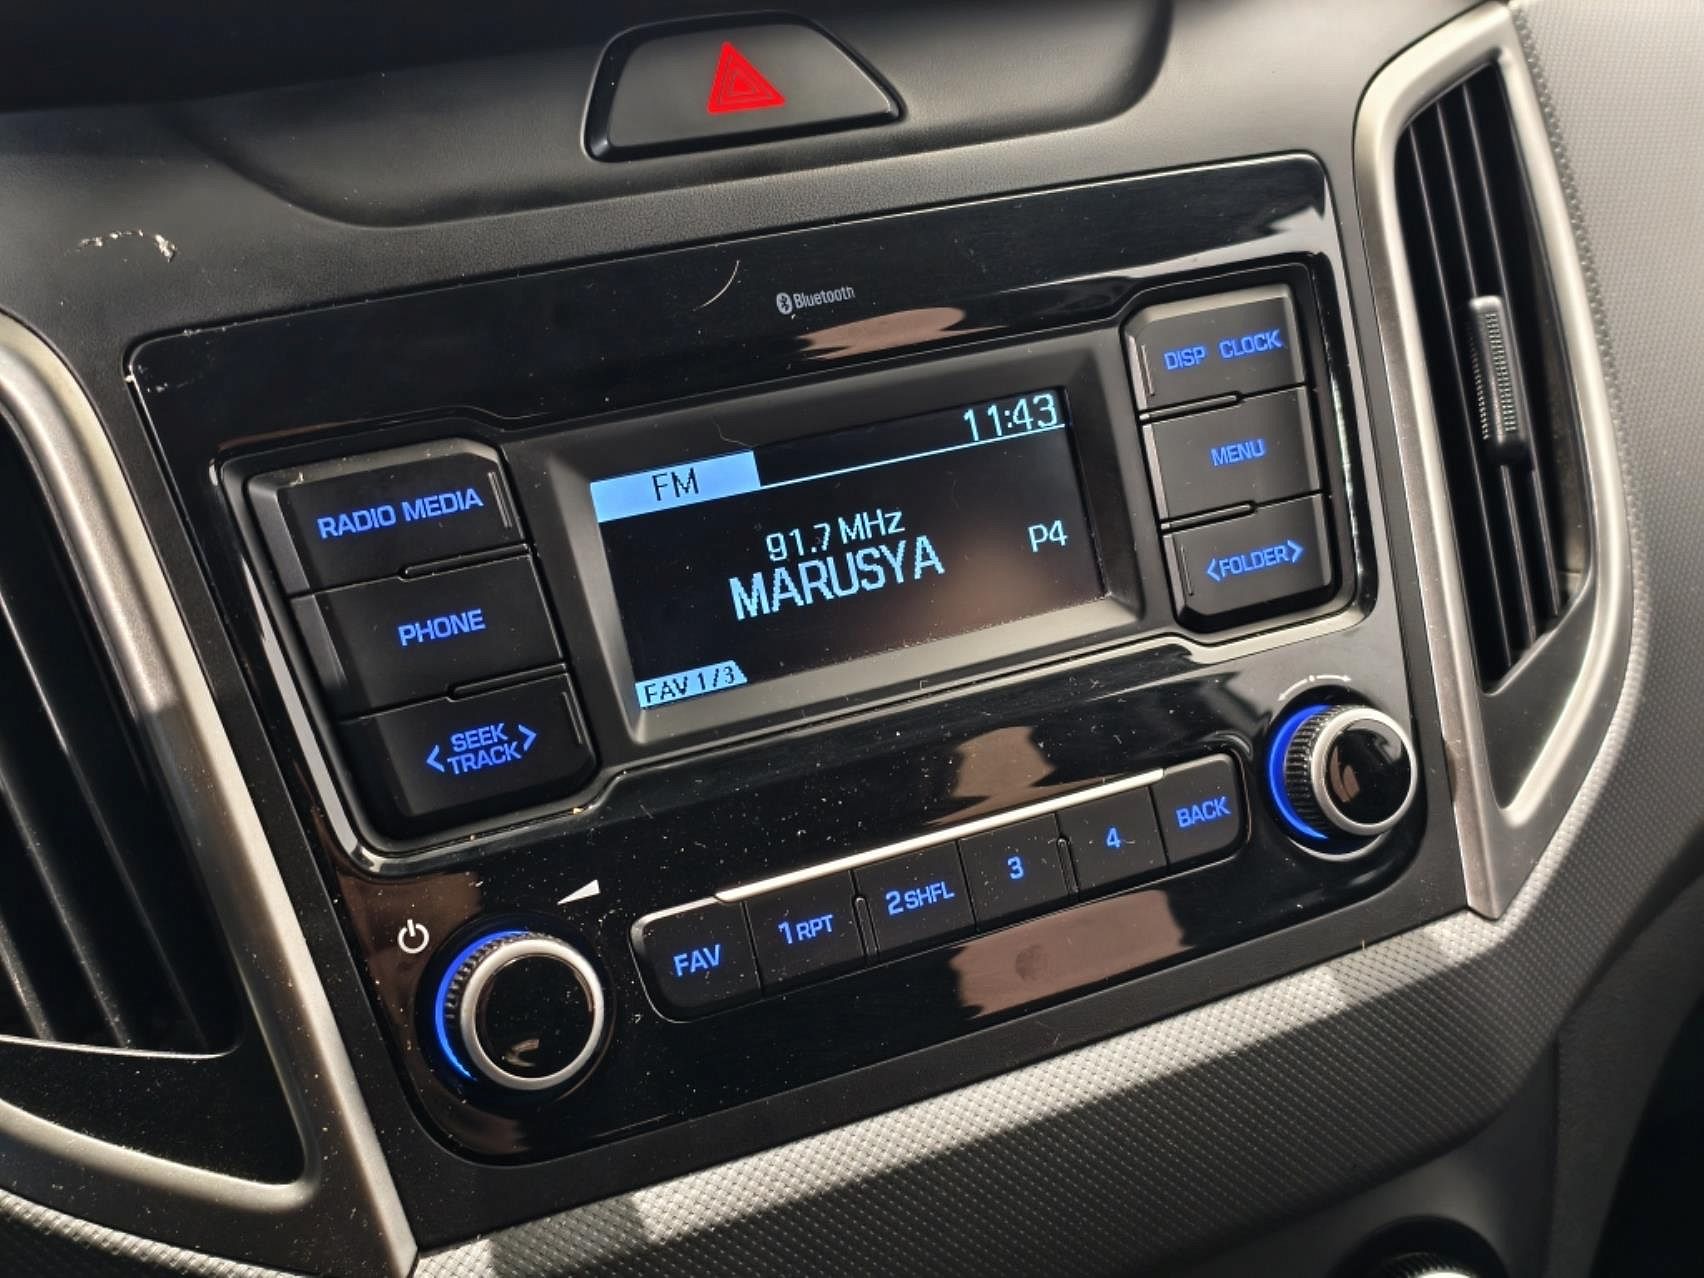 Bluetooth
DISP CLOCK
11:43
FM
RADIO MEDIA
MENU
91.7 MHz
P4
MARUSYA
<FOLDER>
PHONE
FAV 1/3
< SEEK >
TRACK
FAV 1 RPT 2 SHFL 3 4 BACK